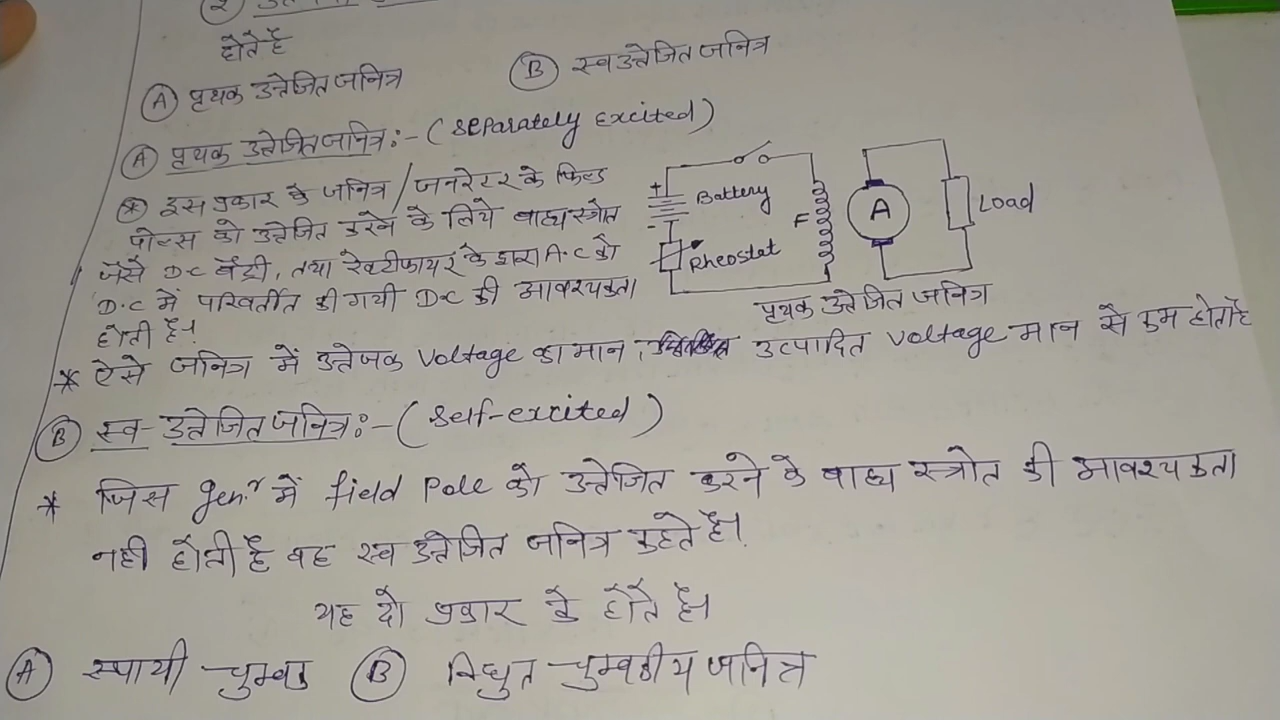 होते है
(A) पृथक उत्तेजित जनित्र (B) स्व उत्तेजित जनित्र
(A) पृथक उत्तेजित जनित्र:- (Separately Excited)
* इस प्रकार के जनित्र / जनरेटर के फिल्ड
पोल्स को उत्तेजित करने के लिये बाह्य स्त्रोत
जैसे DC बैट्री, तथा रेक्टीफायर के द्वारा A.C को
D.C में परिवर्तीत की गयी D.C की आवश्यकता
होती है।
+ Battery
-
Rheostat
F
A
Load
पृथक उत्तेजित जनित्र
* ऐसे जनित्र में उत्तेजक Voltage का मान उत्पादित voltage मान से कम होता है
(B) स्व-उत्तेजित जनित्र:- (Self-excited)
* जिस gen.r में field Pole को उत्तेजित करने के बाह्य स्त्रोत की आवश्यकता
नही होती है वह स्व उत्तेजित जनित्र कहते है।
यह दो प्रकार के होते है।
(A) स्थायी चुम्बक (B) विधुत चुम्बकीय जनित्र